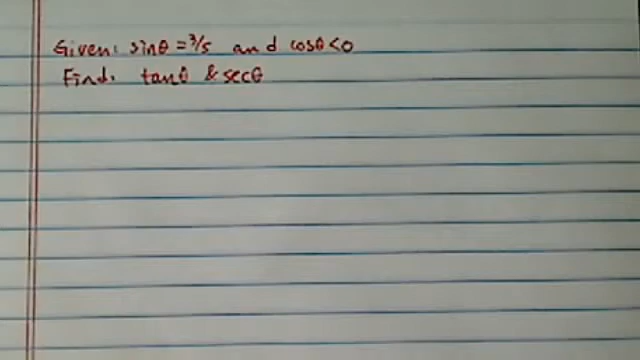 Given: sinθ = 3/5 and cosθ < 0
Find. tanθ & secθ